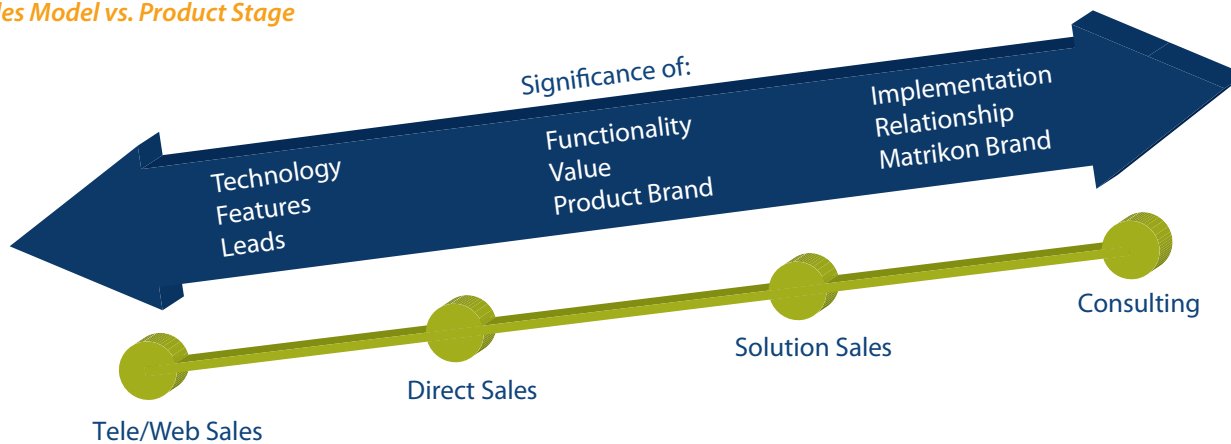 les Model vs. Product Stage
Significance of:
Technology
Features
Leads
Functionality
Value
Product Brand
Implementation
Relationship
Matrikon Brand
Tele/Web Sales
Direct Sales
Solution Sales
Consulting